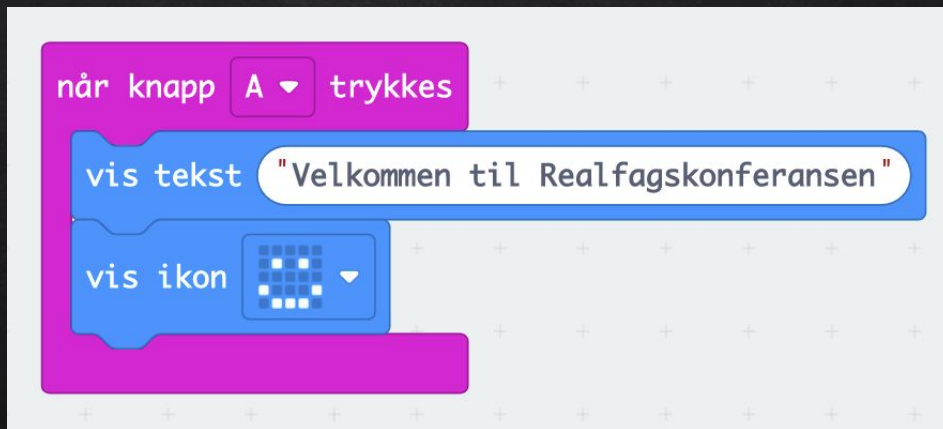 når knapp A trykkes
vis tekst "Velkommen til Realfagskonferansen"
vis ikon